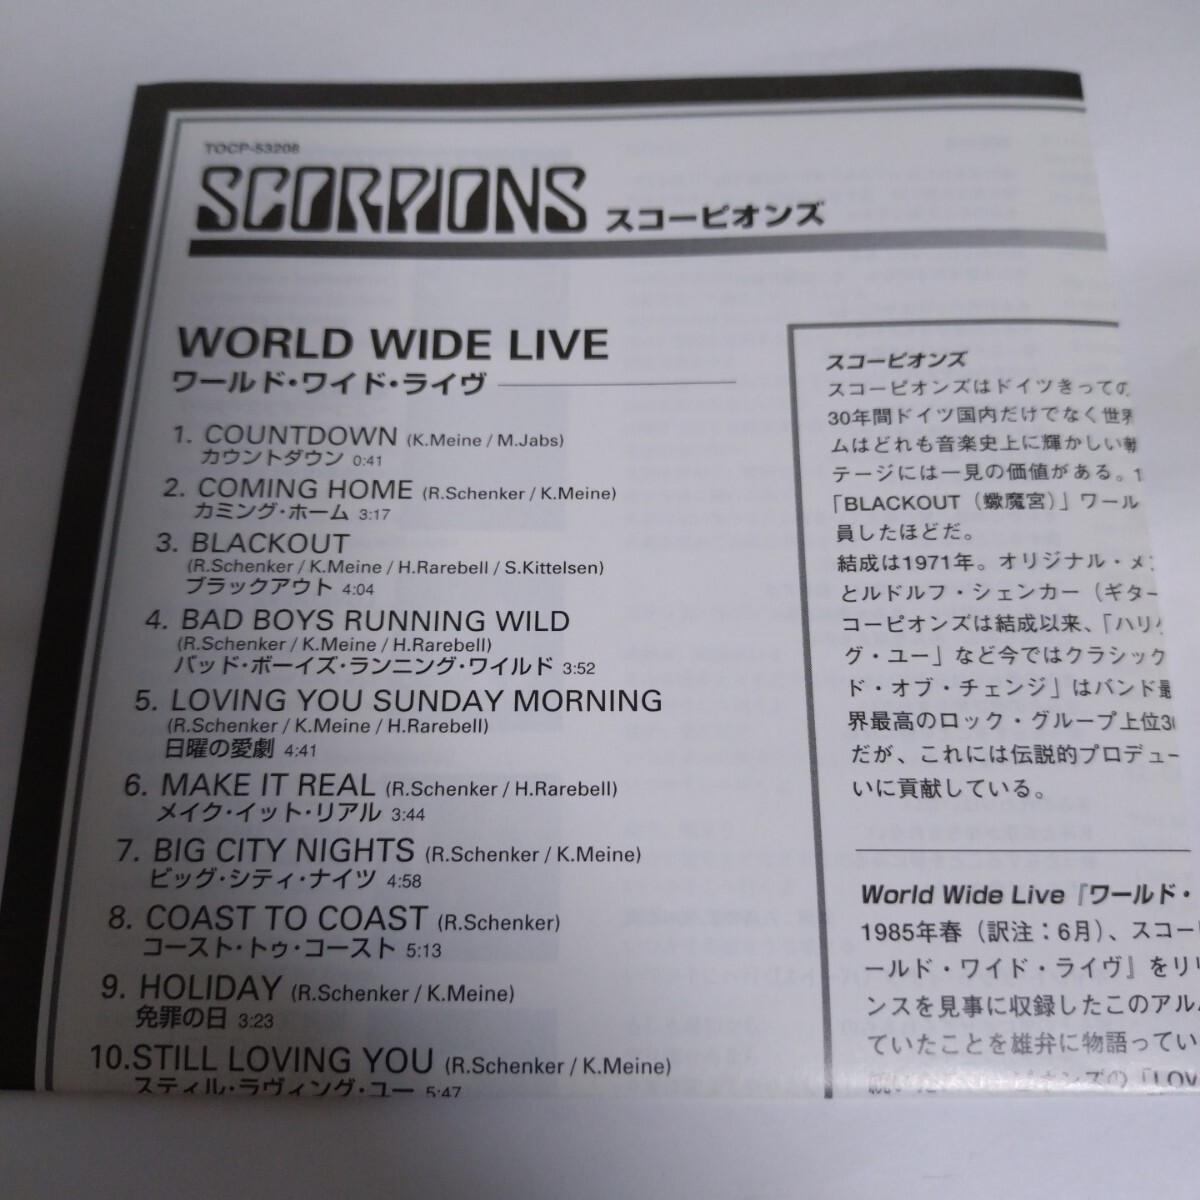 TOCP-53208
SCORPIONS スコーピオンズ
WORLD WIDE LIVE
ワールド・ワイド・ライヴ
1. COUNTDOWN (K.Meine / M.Jabs)
カウントダウン 0:41
2. COMING HOME (R.Schenker / K.Meine)
カミング・ホーム 3:17
3. BLACKOUT
(R.Schenker / K.Meine / H.Rarebell / S.Kittelsen)
ブラックアウト 4:04
4. BAD BOYS RUNNING WILD
(R.Schenker / K.Meine / H.Rarebell)
バッド・ボーイズ・ランニング・ワイルド 3:52
5. LOVING YOU SUNDAY MORNING
(R.Schenker / K.Meine / H.Rarebell)
日曜の愛劇 4:41
6. MAKE IT REAL (R.Schenker / H.Rarebell)
メイク・イット・リアル 3:44
7. BIG CITY NIGHTS (R.Schenker / K.Meine)
ビッグ・シティ・ナイツ 4:58
8. COAST TO COAST (R.Schenker)
コースト・トゥ・コースト 5:13
9. HOLIDAY (R.Schenker / K.Meine)
免罪の日 3:23
10.STILL LOVING YOU (R.Schenker / K.Meine)
スティル・ラヴィング・ユー 5:47
スコーピオンズ
スコーピオンズはドイツきっての
30年間ドイツ国内だけでなく世界
ムはどれも音楽史上に輝かしい
テージには一見の価値がある。1
「BLACKOUT（蠍魔宮）」ワール
員したほどだ。
結成は1971年。オリジナル・メン
とルドルフ・シェンカー（ギター
コーピオンズは結成以来、「ハリケ
グ・ユー」など今ではクラシック
ド・オブ・チェンジ」はバンド最
界最高のロック・グループ上位30
だが、これには伝説的プロデュー
いに貢献している。
World Wide Live『ワールド・
1985年春（訳注：6月）、スコー
ールド・ワイド・ライヴ』をリリ
ンスを見事に収録したこのアルバ
ていたことを雄弁に物語ってい
ピオンズの「LOV